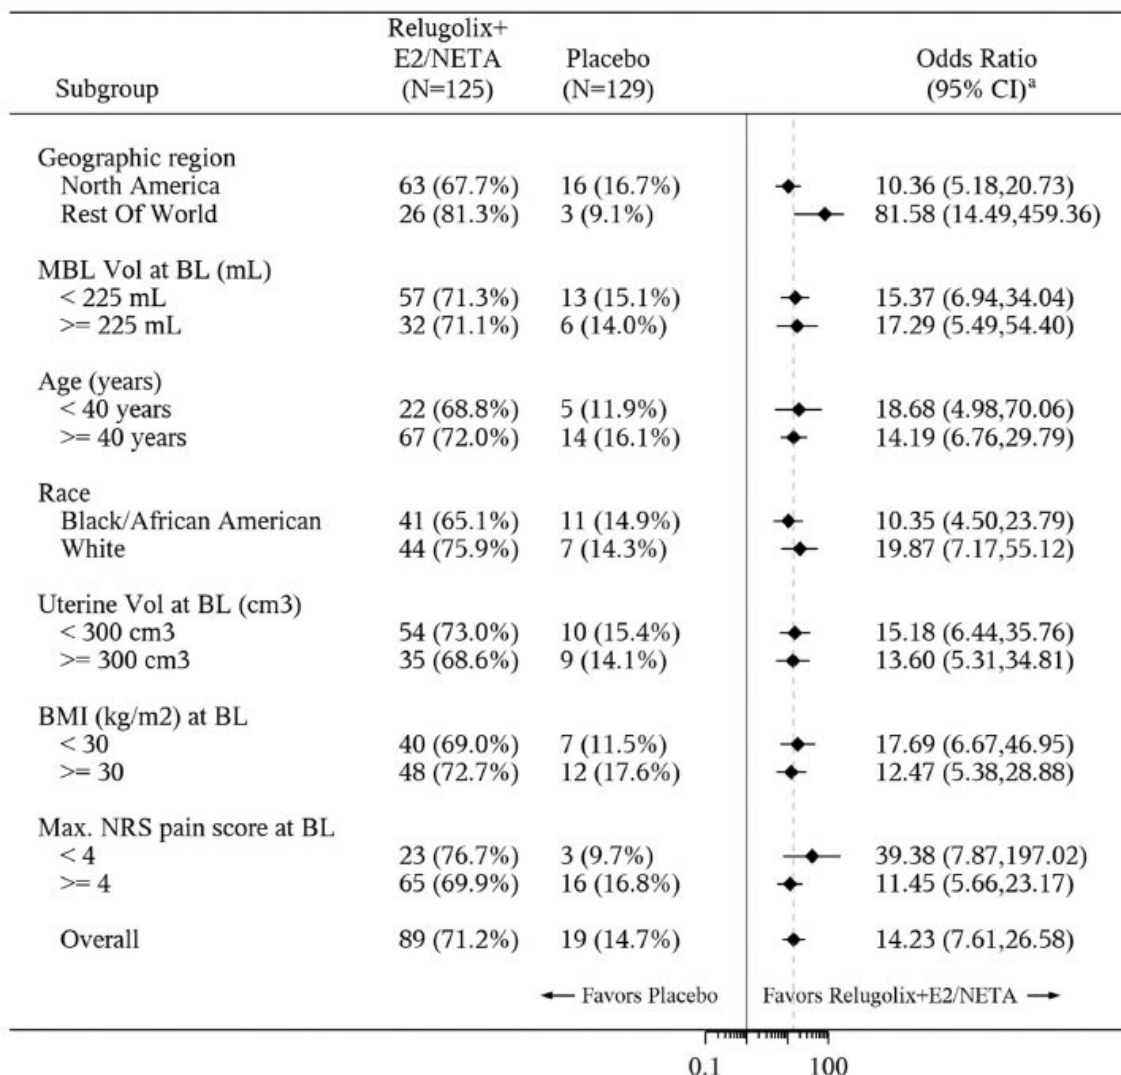 Relugolix+
E2/NETA Placebo Odds Ratio
Subgroup (N=125) (N=129) (95% CI)a
Geographic region
North America 63 (67.7%) 16 (16.7%) 10.36 (5.18,20.73)
Rest Of World 26 (81.3%) 3 (9.1%) 81.58 (14.49,459.36)
MBL Vol at BL (mL)
< 225 mL 57 (71.3%) 13 (15.1%) 15.37 (6.94,34.04)
>= 225 mL 32 (71.1%) 6 (14.0%) 17.29 (5.49,54.40)
Age (years)
< 40 years 22 (68.8%) 5 (11.9%) 18.68 (4.98,70.06)
>= 40 years 67 (72.0%) 14 (16.1%) 14.19 (6.76,29.79)
Race
Black/African American 41 (65.1%) 11 (14.9%) 10.35 (4.50,23.79)
White 44 (75.9%) 7 (14.3%) 19.87 (7.17,55.12)
Uterine Vol at BL (cm3)
< 300 cm3 54 (73.0%) 10 (15.4%) 15.18 (6.44,35.76)
>= 300 cm3 35 (68.6%) 9 (14.1%) 13.60 (5.31,34.81)
BMI (kg/m2) at BL
< 30 40 (69.0%) 7 (11.5%) 17.69 (6.67,46.95)
>= 30 48 (72.7%) 12 (17.6%) 12.47 (5.38,28.88)
Max. NRS pain score at BL
< 4 23 (76.7%) 3 (9.7%) 39.38 (7.87,197.02)
>= 4 65 (69.9%) 16 (16.8%) 11.45 (5.66,23.17)
Overall 89 (71.2%) 19 (14.7%) 14.23 (7.61,26.58)
← Favors Placebo Favors Relugolix+E2/NETA →
0.1 100